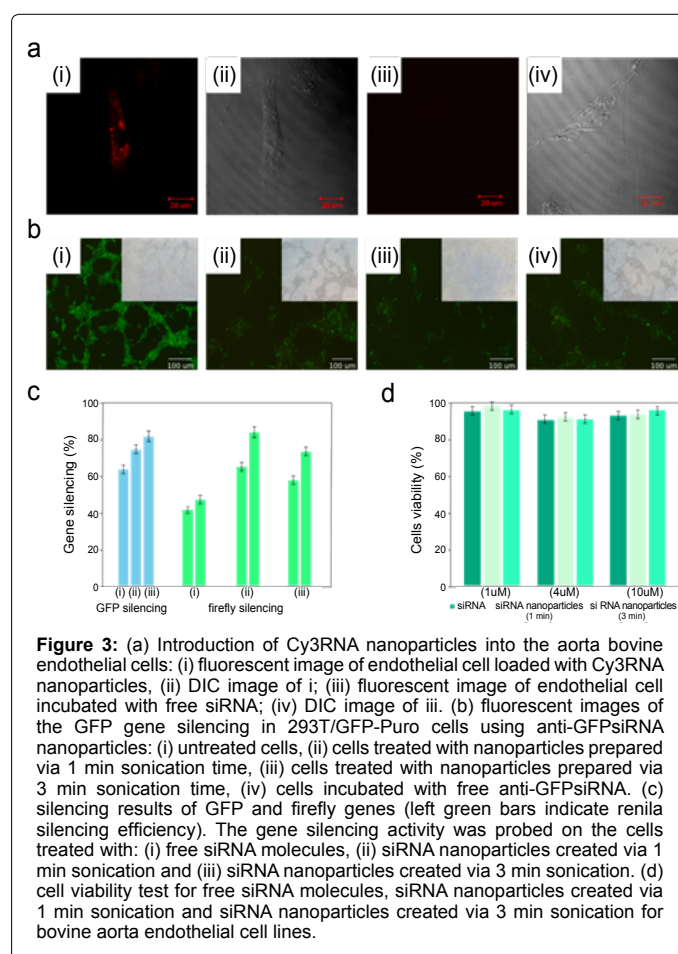 a
(i) (ii) (iii) (iv)
20 um 20 um 20 um
b
(i) (ii) (iii) (iv)
100 µm 100 µm 100 µm 100 µm
c d
100
80
60
40
20
0
Gene silencing (%)
(i) (ii) (iii) (i) (ii) (iii)
GFP silencing firefly silencing
100
80
60
40
20
0
Cells viability (%)
(1uM) (4uM) (10uM)
siRNA siRNA nanoparticles si RNA nanoparticles
(1 min) (3 min)
Figure 3: (a) Introduction of Cy3RNA nanoparticles into the aorta bovine
endothelial cells: (i) fluorescent image of endothelial cell loaded with Cy3RNA
nanoparticles, (ii) DIC image of i; (iii) fluorescent image of endothelial cell
incubated with free siRNA; (iv) DIC image of iii. (b) fluorescent images of
the GFP gene silencing in 293T/GFP-Puro cells using anti-GFPsiRNA
nanoparticles: (i) untreated cells, (ii) cells treated with nanoparticles prepared
via 1 min sonication time, (iii) cells treated with nanoparticles prepared via
3 min sonication time, (iv) cells incubated with free anti-GFPsiRNA. (c)
silencing results of GFP and firefly genes (left green bars indicate renila
silencing efficiency). The gene silencing activity was probed on the cells
treated with: (i) free siRNA molecules, (ii) siRNA nanoparticles created via 1
min sonication and (iii) siRNA nanoparticles created via 3 min sonication. (d)
cell viability test for free siRNA molecules, siRNA nanoparticles created via
1 min sonication and siRNA nanoparticles created via 3 min sonication for
bovine aorta endothelial cell lines.